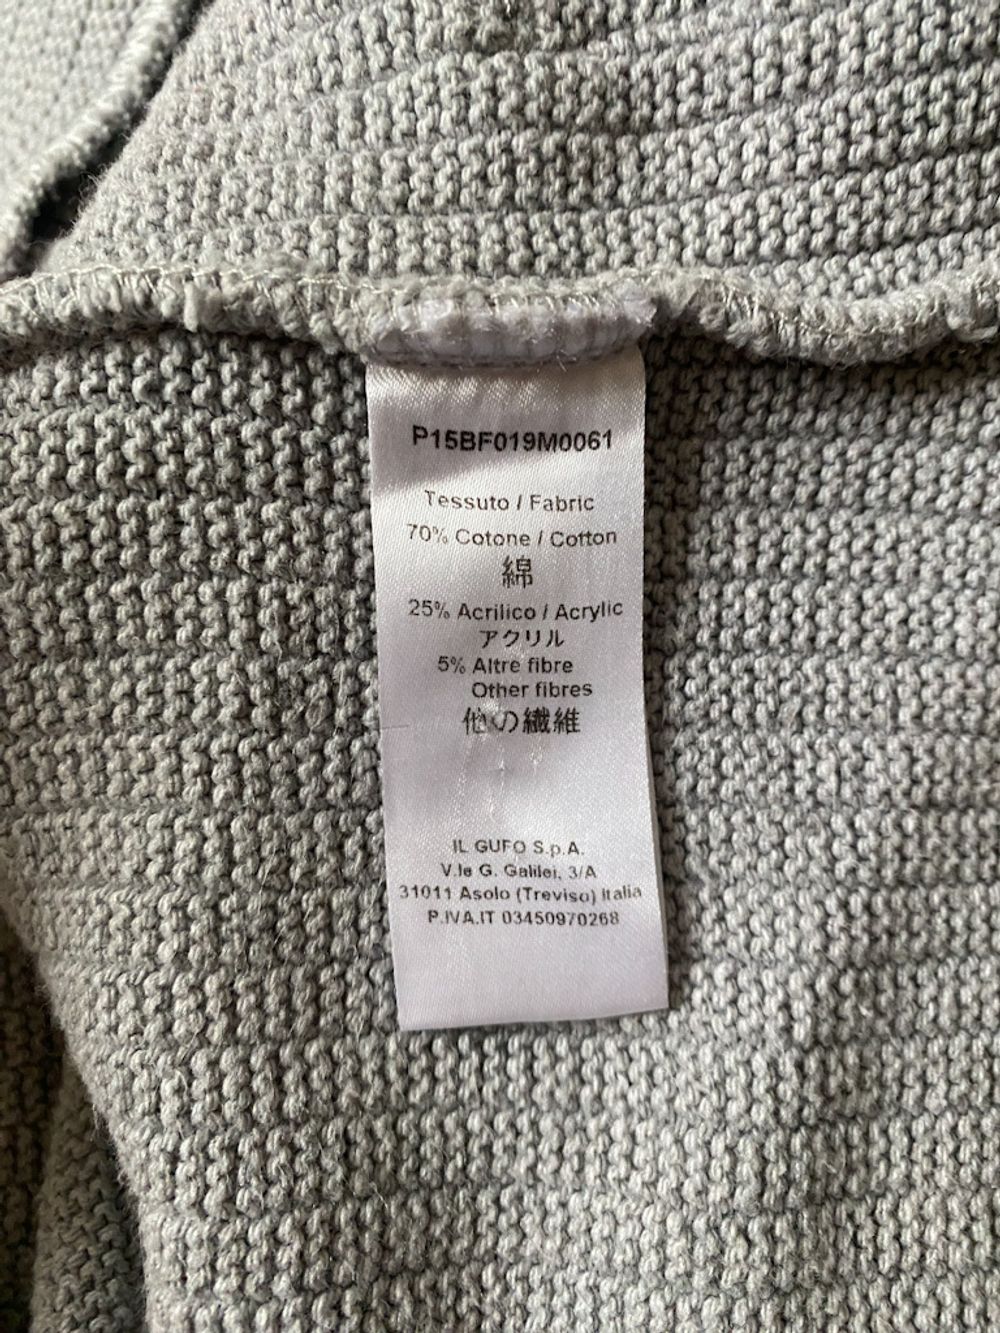 P15BF019M0061
Tessuto / Fabric
70% Cotone / Cotton
綿
25% Acrilico / Acrylic
アクリル
5% Altre fibre
Other fibres
他の繊維
IL GUFO S.p.A.
V.le G. Galilei, 3/A
31011 Asolo (Treviso) Italia
P.IVA.IT 03450970268